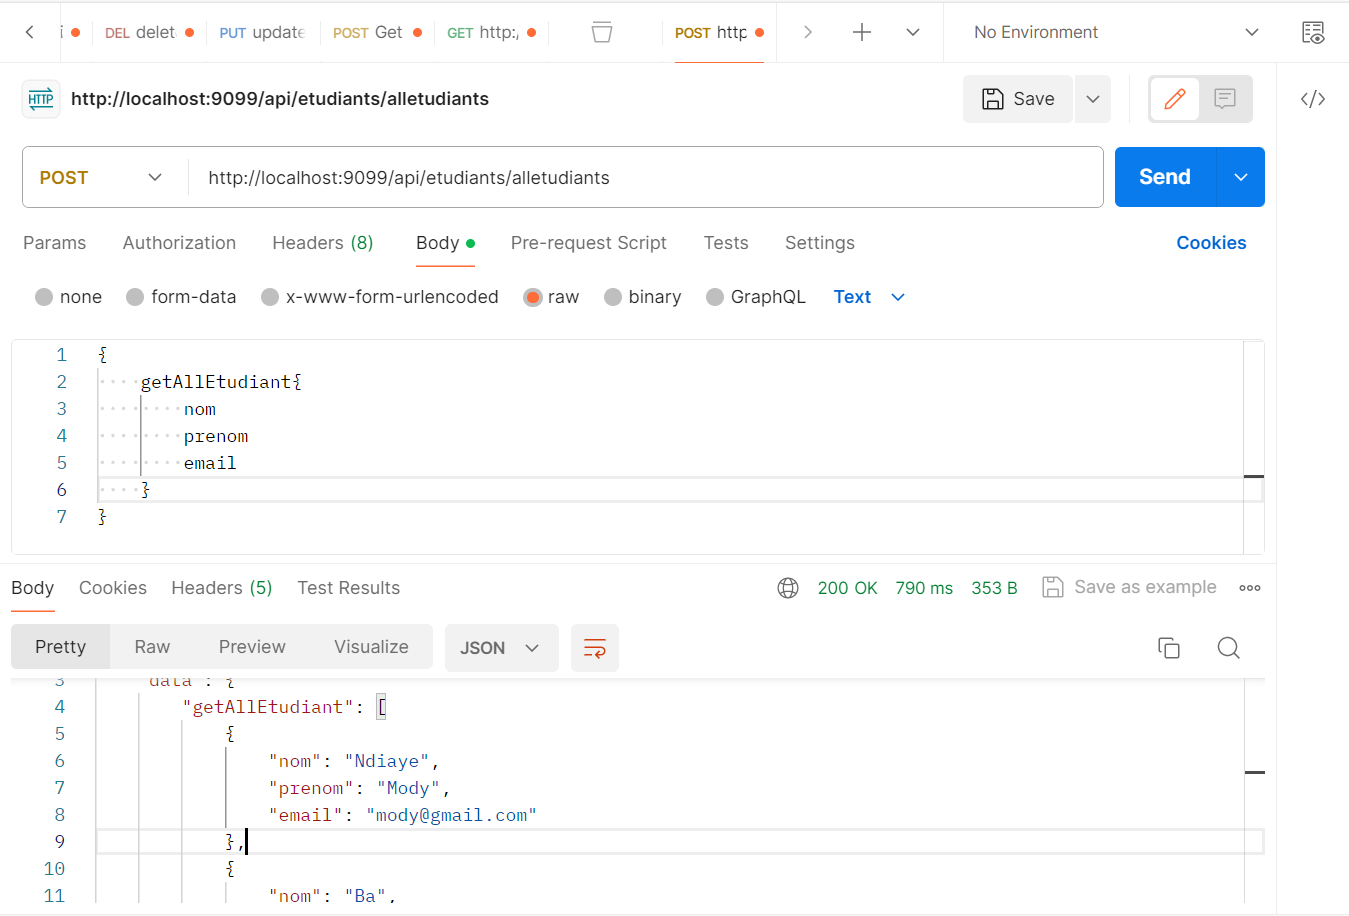 DEL delet PUT update POST Get GET http:/ POST http No Environment
HTTP http://localhost:9099/api/etudiants/alletudiants Save
POST http://localhost:9099/api/etudiants/alletudiants Send
Params Authorization Headers (8) Body Pre-request Script Tests Settings Cookies
none form-data x-www-form-urlencoded raw binary GraphQL Text
1 {
2 getAllEtudiant{
3 nom
4 prenom
5 email
6 }
7 }
Body Cookies Headers (5) Test Results 200 OK 790 ms 353 B Save as example
Pretty Raw Preview Visualize JSON
3 data : {
4 "getAllEtudiant": [
5 {
6 "nom": "Ndiaye",
7 "prenom": "Mody",
8 "email": "mody@gmail.com"
9 },
10 {
11 "nom": "Ba",